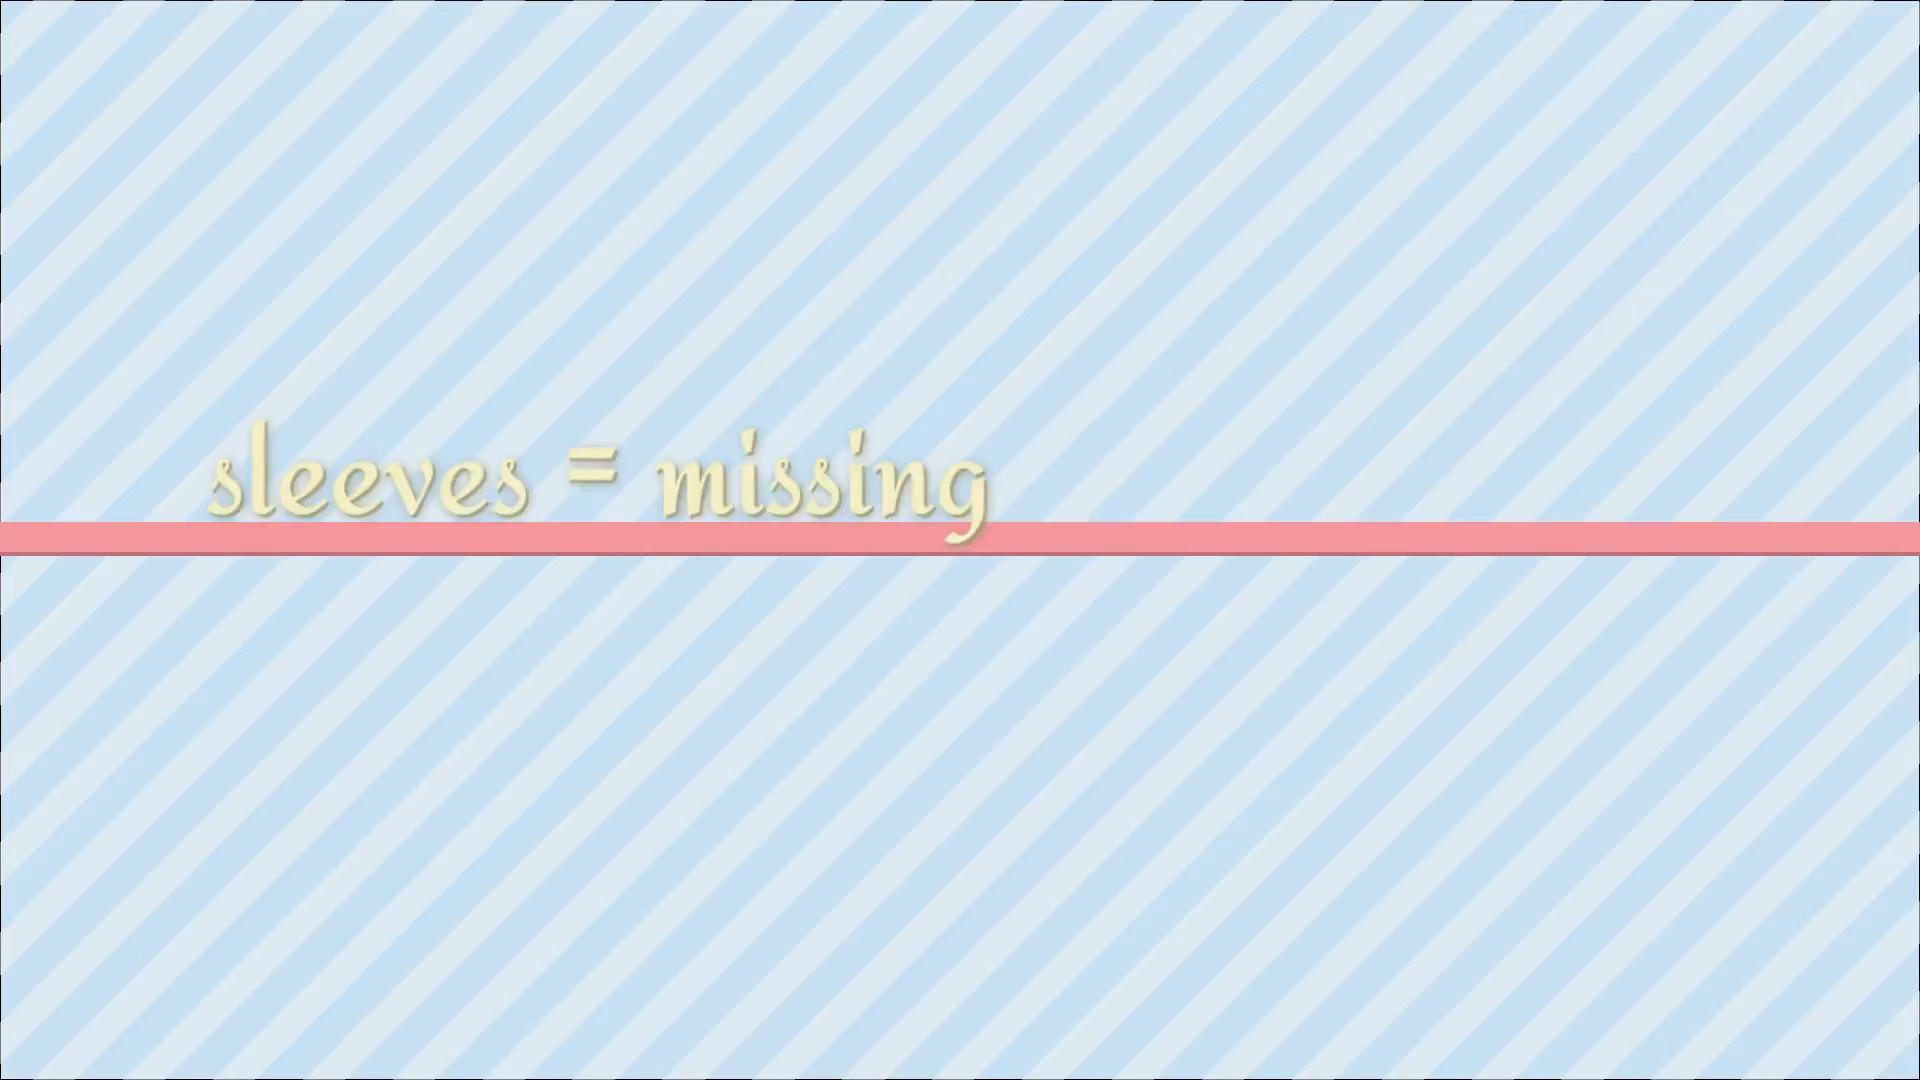 sleeves = missing